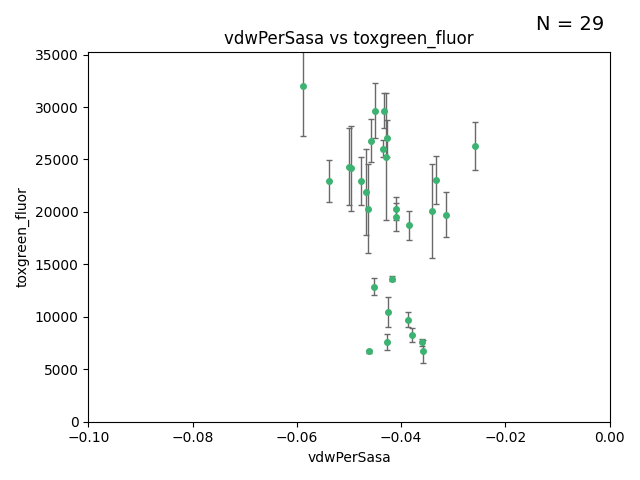 N = 29
vdwPerSasa vs toxgreen_fluor
toxgreen_fluor
35000
30000
25000
20000
15000
10000
5000
0
−0.10 −0.08 −0.06 −0.04 −0.02 0.00
vdwPerSasa